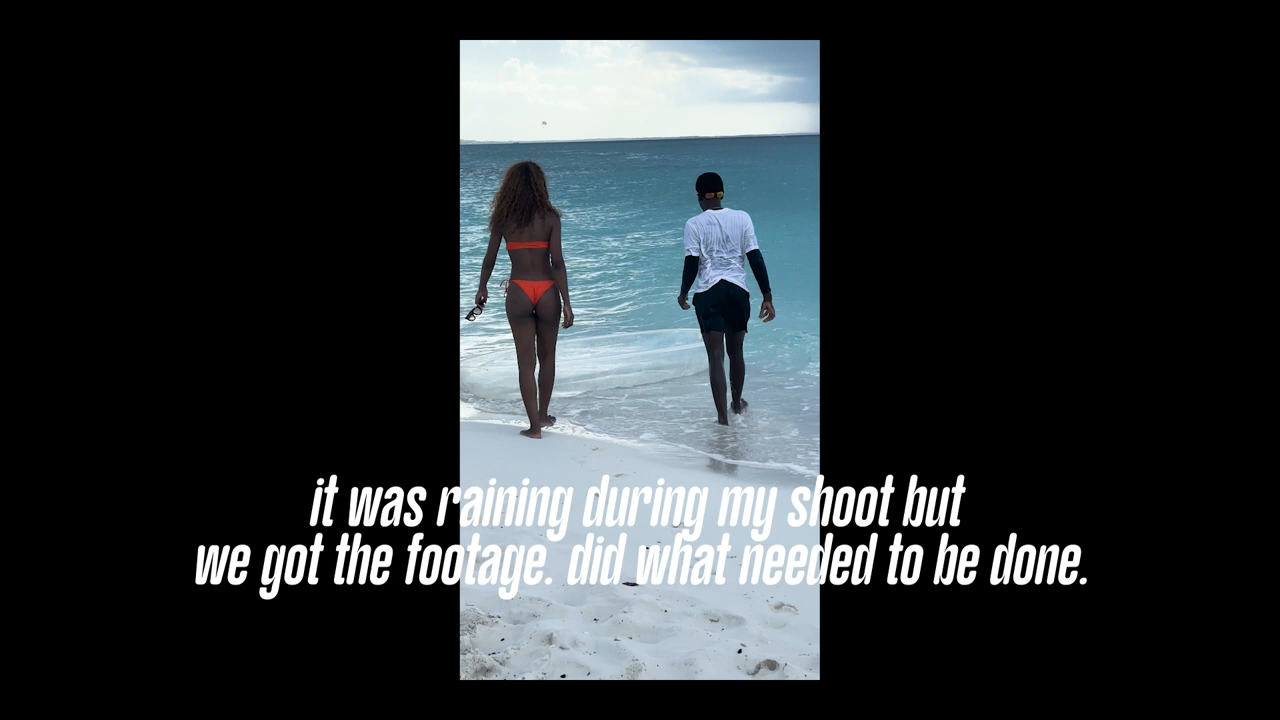 it was raining during my shoot but
we got the footage. did what needed to be done.